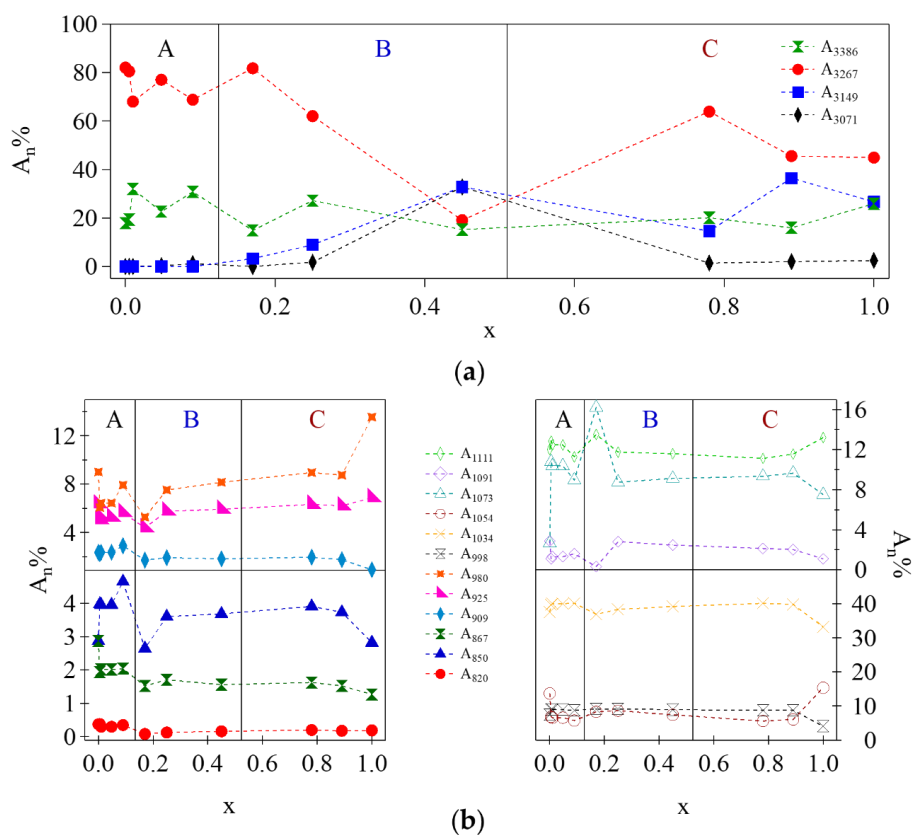 A B C
A₃₃₈₆
A₃₂₆₇
A₃₁₄₉
A₃₀₇₁
Aₙ%
100
80
60
40
20
0
0.0 0.2 0.4 0.6 0.8 1.0
x
(a)
A B C
Aₙ%
12
8
4
4
3
2
1
0
0.0 0.2 0.4 0.6 0.8 1.0
x
A₁₁₁₁
A₁₀₉₁
A₁₀₇₃
A₁₀₅₄
A₁₀₃₄
A₉₉₈
A₉₈₀
A₉₂₅
A₉₀₉
A₈₆₇
A₈₅₀
A₈₂₀
A B C
16
12
8
4
0
40
30
20
10
0
Aₙ%
0.0 0.2 0.4 0.6 0.8 1.0
x
(b)